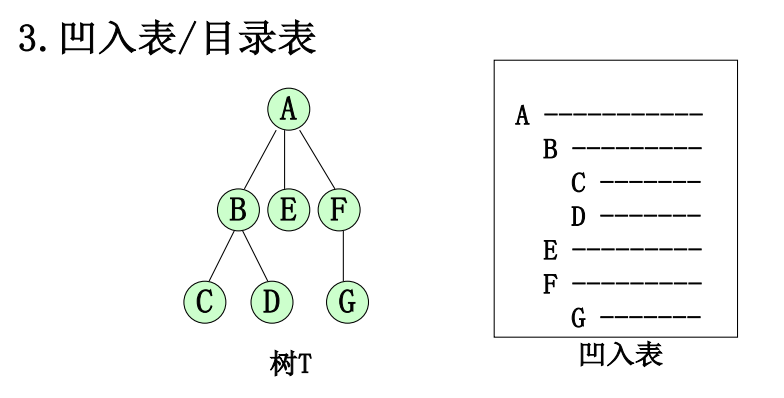 3.凹入表/目录表
A
B E F
C D G
树T
A -----------
B ---------
C -------
D -------
E ---------
F ---------
G -------
凹入表